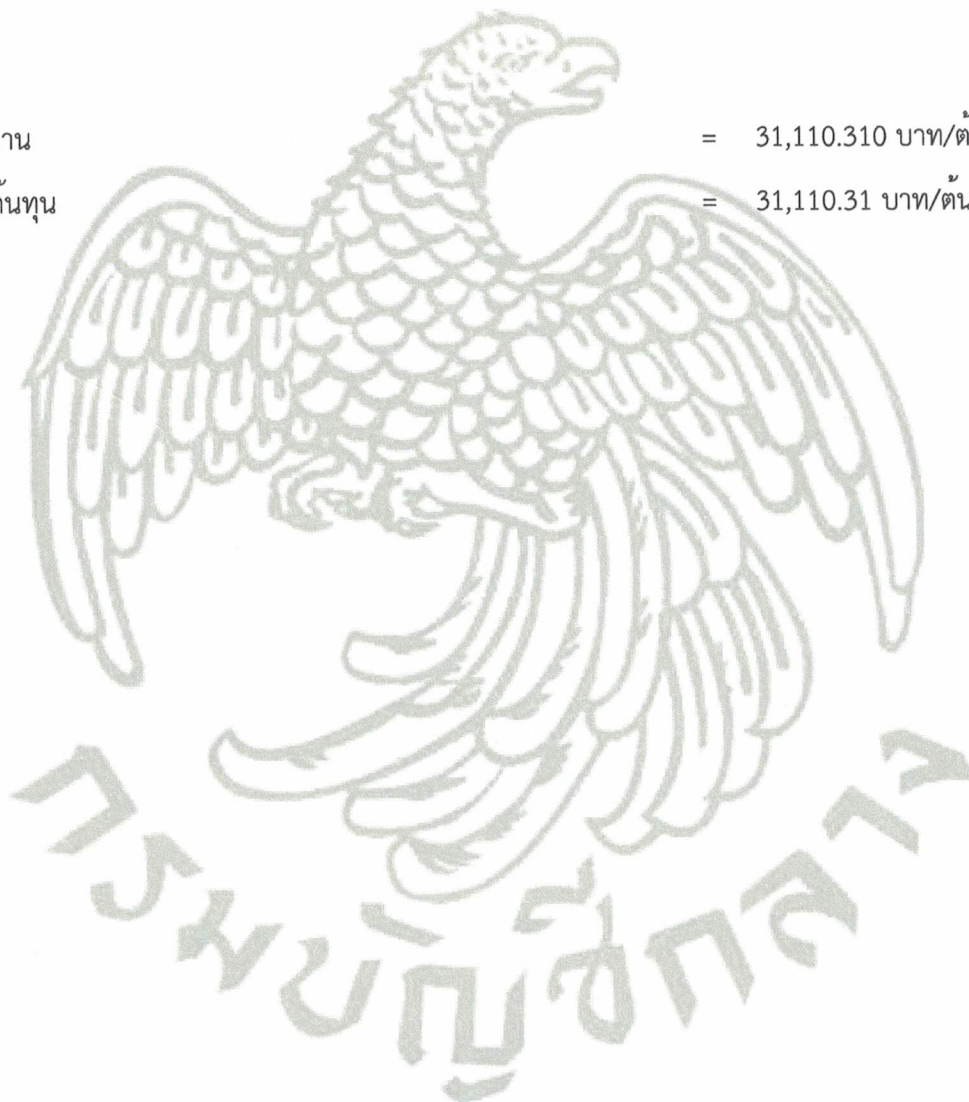 าน = 31,110.310 บาท/ต้
ต้นทุน = 31,110.31 บาท/ต้น
กรมบัญชีกลาง